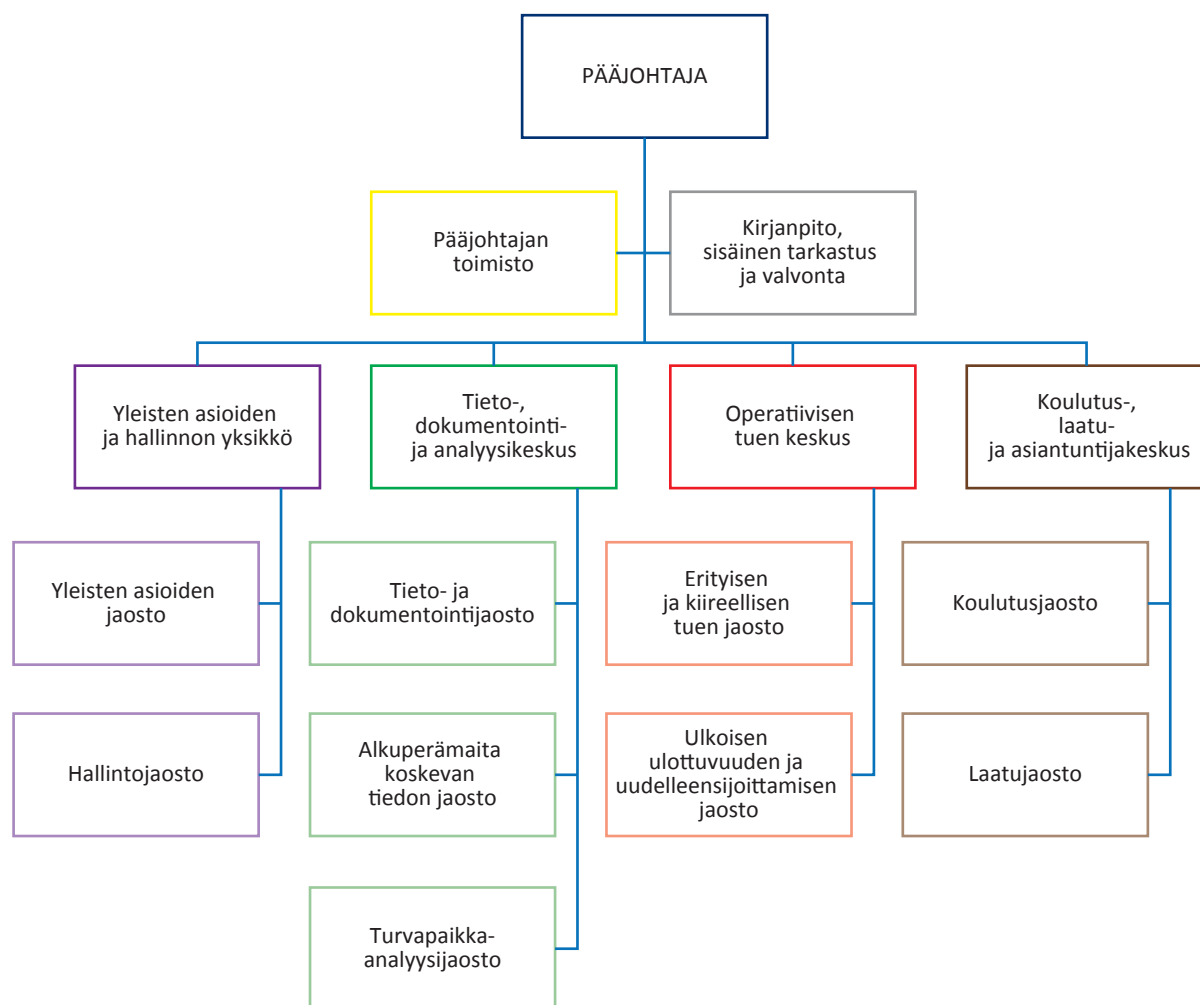 PÄÄJOHTAJA
Pääjohtajan
toimisto
Kirjanpito,
sisäinen tarkastus
ja valvonta
Yleisten asioiden
ja hallinnon yksikkö
Tieto-,
dokumentointi-
ja analyysikeskus
Operatiivisen
tuen keskus
Koulutus-,
laatu-
ja asiantuntijakeskus
Yleisten asioiden
jaosto
Tieto- ja
dokumentointijaosto
Erityisen
ja kiireellisen
tuen jaosto
Koulutusjaosto
Hallintojaosto
Alkuperämaita
koskevan
tiedon jaosto
Ulkoisen
ulottuvuuden ja
uudelleensijoittamisen
jaosto
Laatujaosto
Turvapaikka-
analyysijaosto